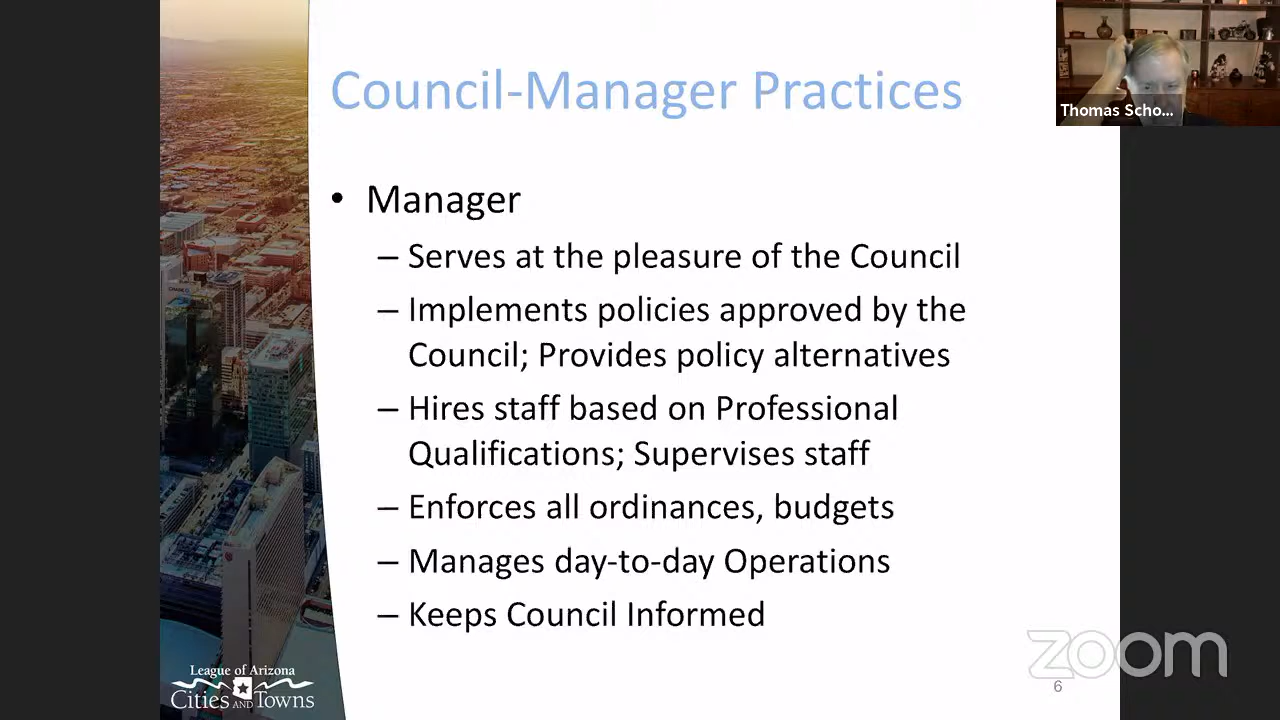 Council-Manager Practices
Thomas Scho...
• Manager
– Serves at the pleasure of the Council
– Implements policies approved by the
Council; Provides policy alternatives
– Hires staff based on Professional
Qualifications; Supervises staff
– Enforces all ordinances, budgets
– Manages day-to-day Operations
– Keeps Council Informed
League of Arizona
Cities AND Towns
zoom
6